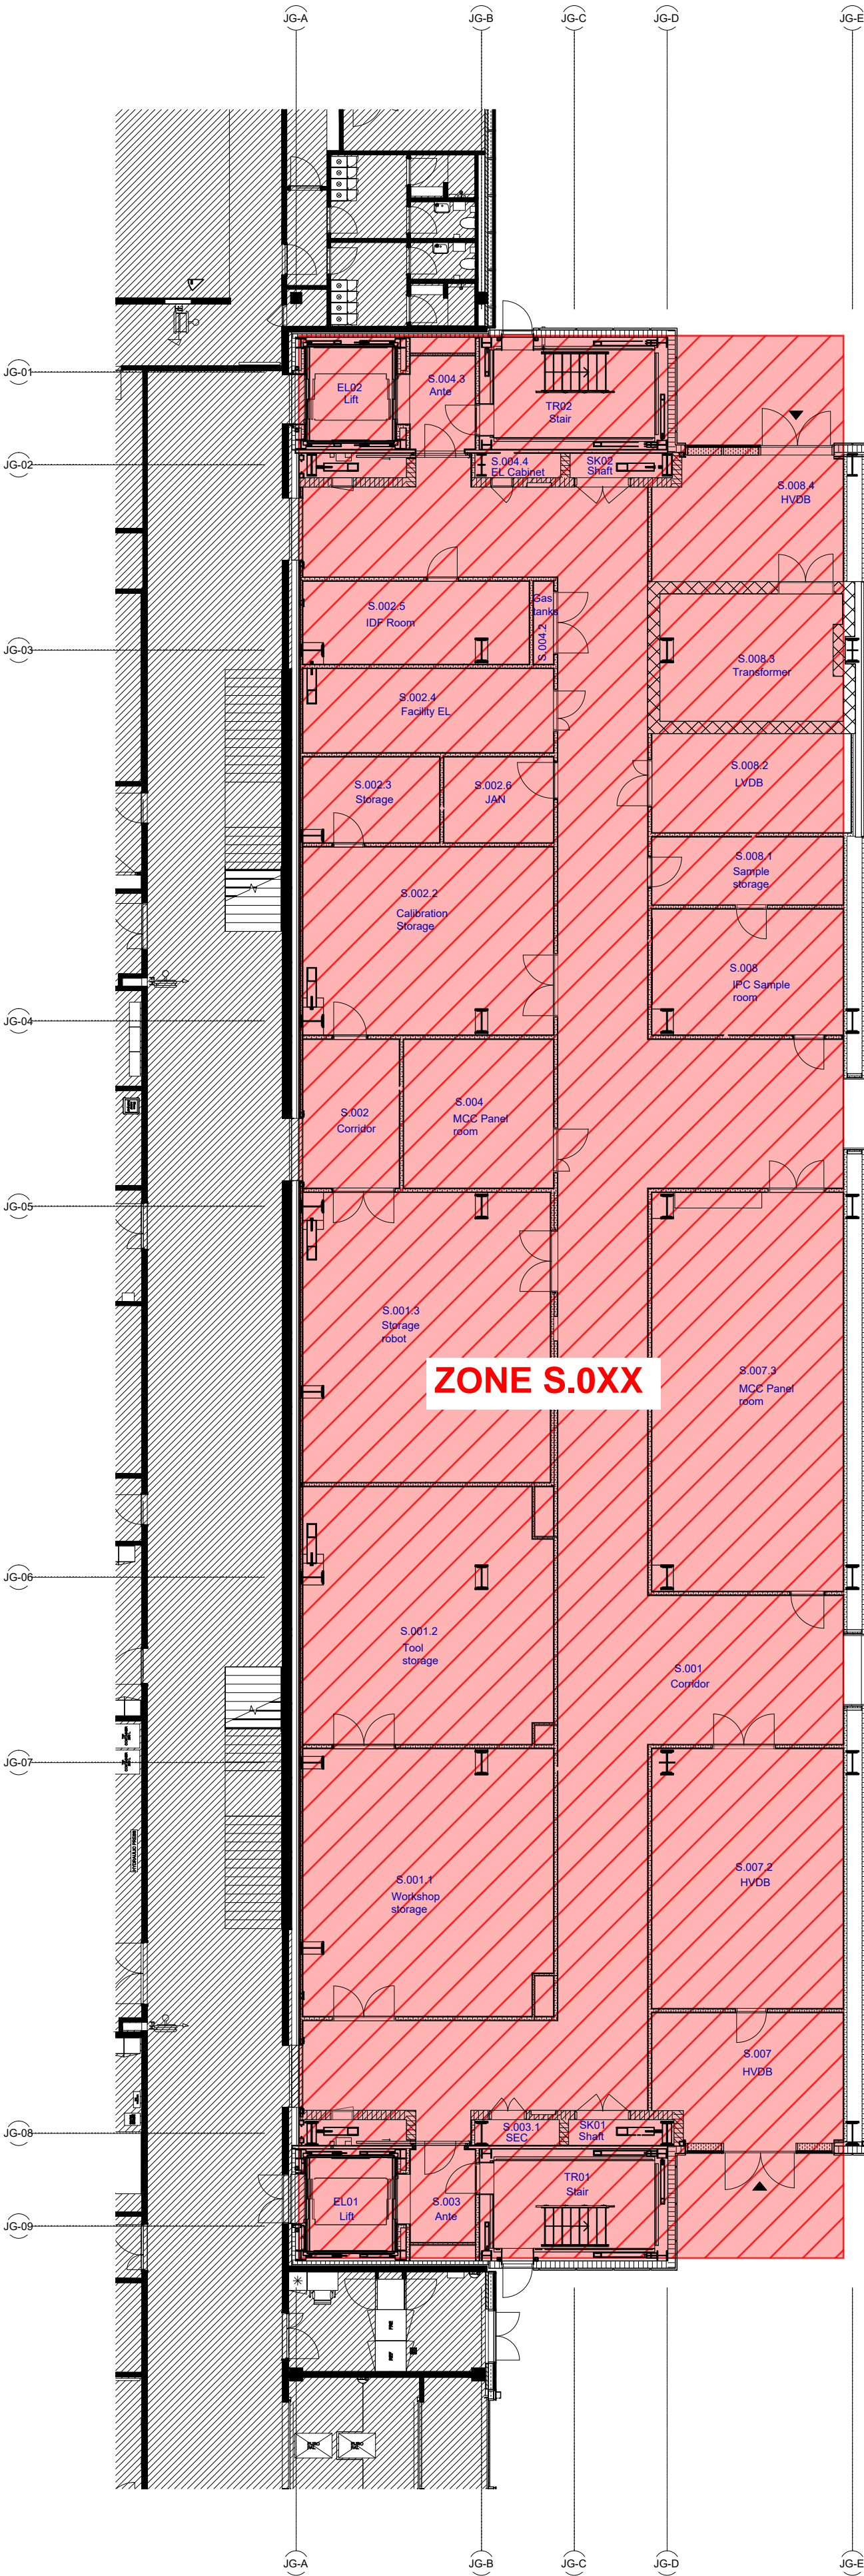 JG-A
JG-B
JG-C
JG-D
JG-E
JG-01
EL02
Lift
S.004.3
Ante
TR02
Stair
JG-02
S.004.4
EL Cabinet
SK02
Shaft
S.008.4
HVDB
S.002.5
IDF Room
Gas
tanks
S.004.2
JG-03
S.008.3
Transformer
S.002.4
Facility EL
S.002.3
Storage
S.002.6
JAN
S.008.2
LVDB
S.008.1
Sample
storage
S.002.2
Calibration
Storage
S.008
IPC Sample
room
JG-04
S.002
Corridor
S.004
MCC Panel
room
JG-05
S.001.3
Storage
robot
ZONE S.0XX
S.007.3
MCC Panel
room
JG-06
S.001.2
Tool
storage
S.001
Corridor
JG-07
HYDRAULIC PRESS
S.001.1
Workshop
storage
S.007.2
HVDB
S.007
HVDB
JG-08
S.003.1
SEC
SK01
Shaft
EL01
Lift
S.003
Ante
TR01
Stair
JG-09
JG-A
JG-B
JG-C
JG-D
JG-E